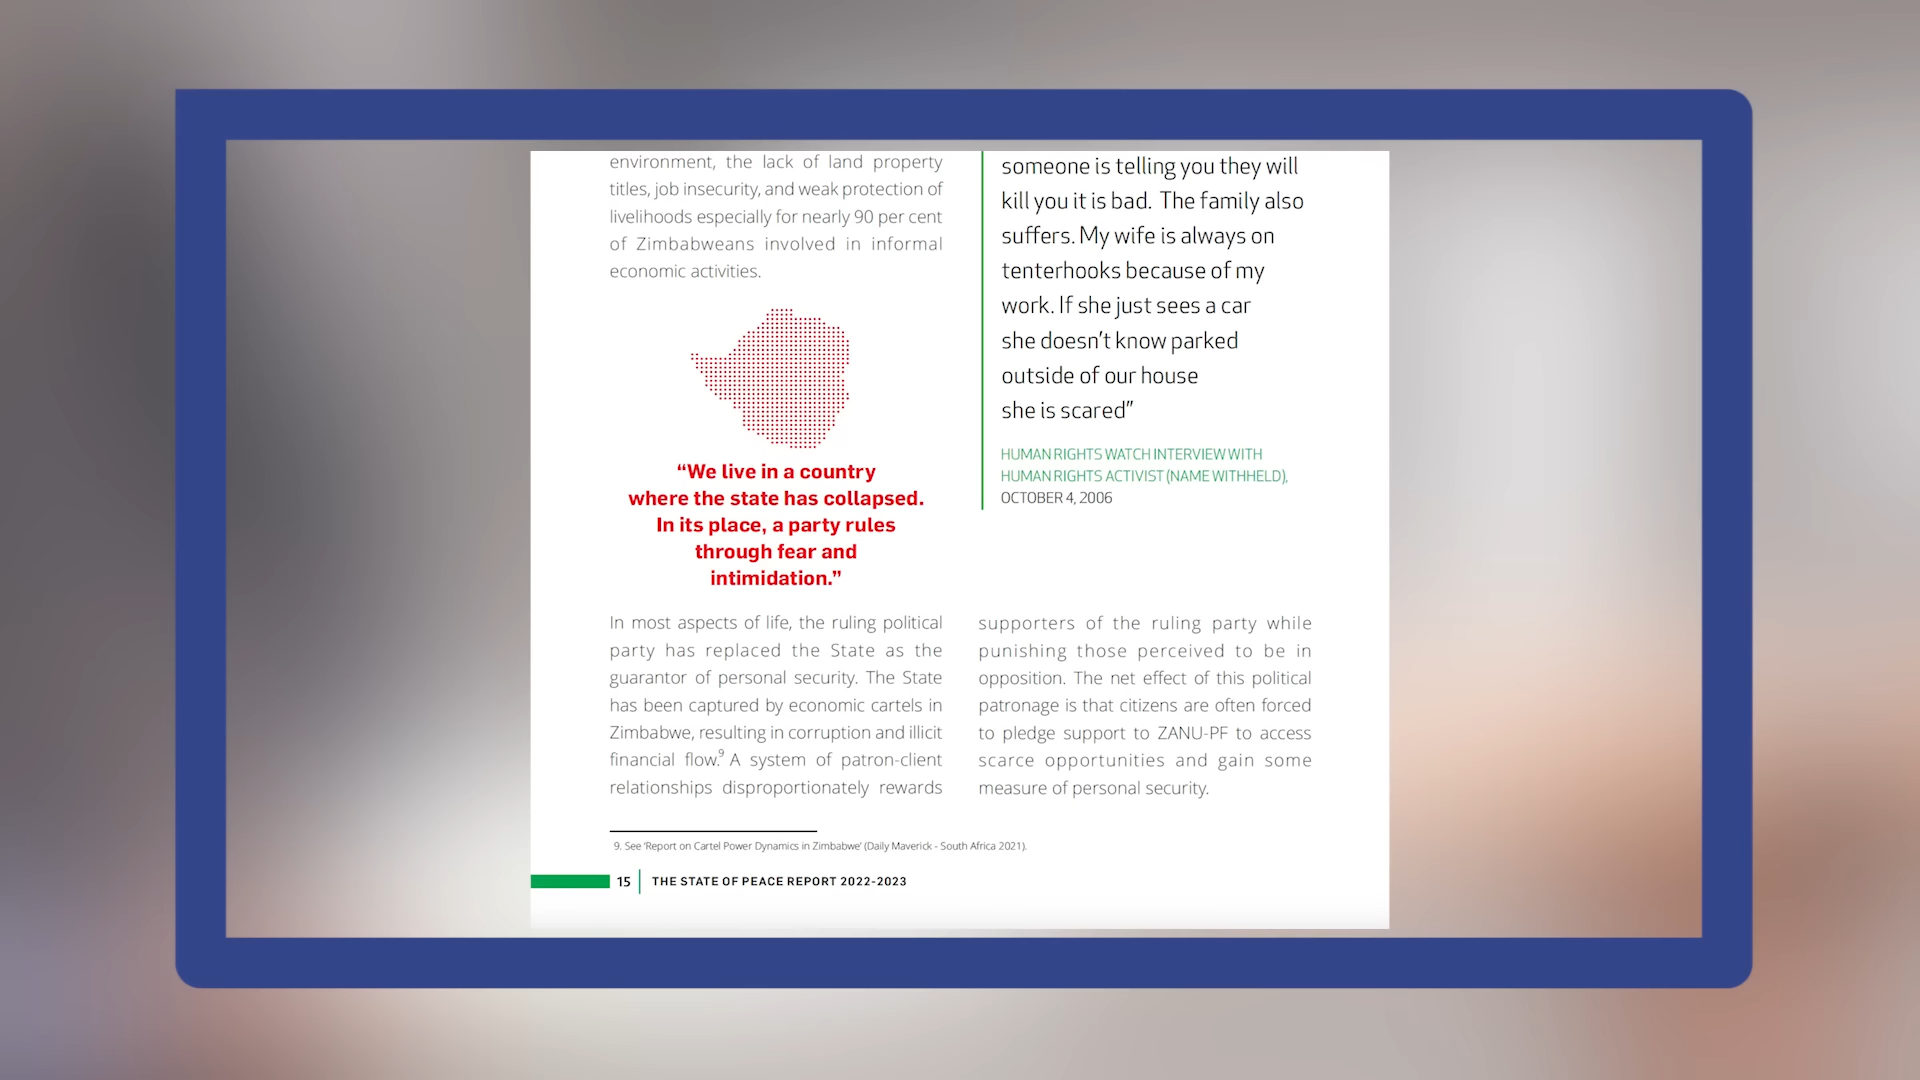 environment, the lack of land property
titles, job insecurity, and weak protection of
livelihoods especially for nearly 90 per cent
of Zimbabweans involved in informal
economic activities.
“We live in a country
where the state has collapsed.
In its place, a party rules
through fear and
intimidation.”
someone is telling you they will
kill you it is bad. The family also
suffers. My wife is always on
tenterhooks because of my
work. If she just sees a car
she doesn’t know parked
outside of our house
she is scared”
HUMAN RIGHTS WATCH INTERVIEW WITH
HUMAN RIGHTS ACTIVIST (NAME WITHHELD),
OCTOBER 4, 2006
In most aspects of life, the ruling political
party has replaced the State as the
guarantor of personal security. The State
has been captured by economic cartels in
Zimbabwe, resulting in corruption and illicit
financial flow.⁹ A system of patron-client
relationships disproportionately rewards
supporters of the ruling party while
punishing those perceived to be in
opposition. The net effect of this political
patronage is that citizens are often forced
to pledge support to ZANU-PF to access
scarce opportunities and gain some
measure of personal security.
9. See ‘Report on Cartel Power Dynamics in Zimbabwe’ (Daily Maverick - South Africa 2021).
15 THE STATE OF PEACE REPORT 2022-2023